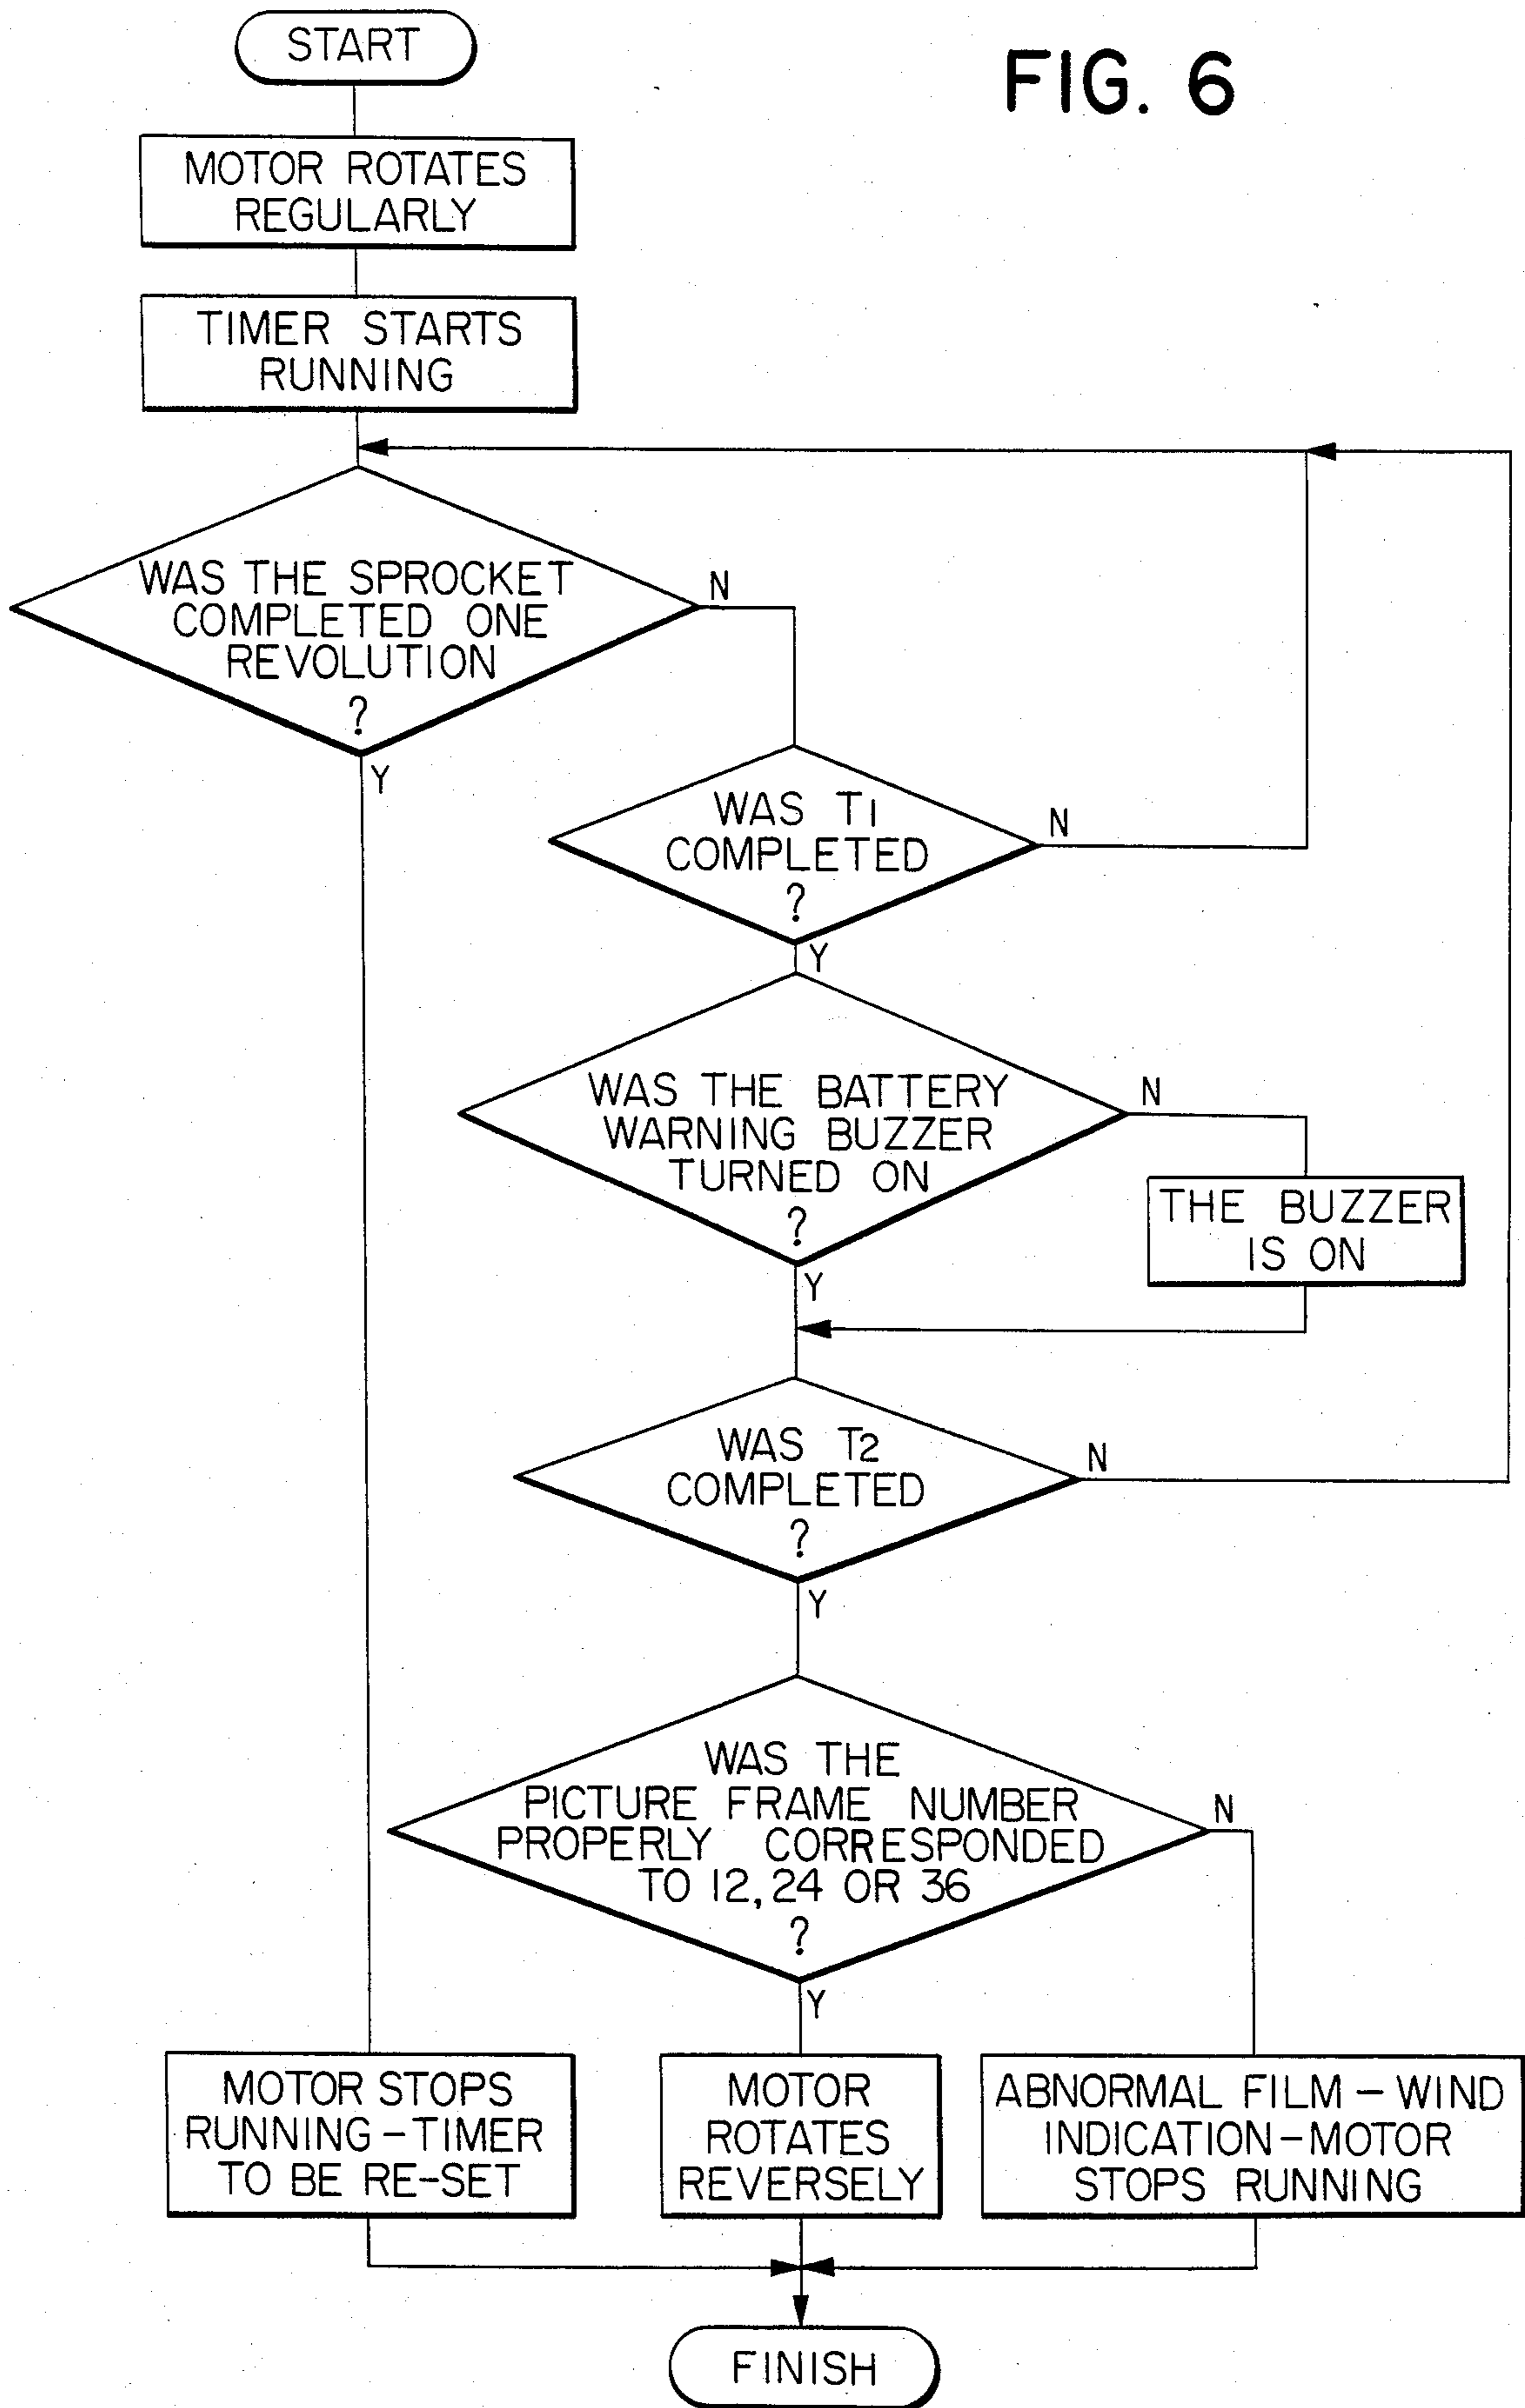 START
FIG. 6
MOTOR ROTATES
REGULARLY
TIMER STARTS
RUNNING
WAS THE SPROCKET
COMPLETED ONE
REVOLUTION
?
N
Y
WAS T1
COMPLETED
?
N
Y
WAS THE BATTERY
WARNING BUZZER
TURNED ON
?
N
Y
THE BUZZER
IS ON
WAS T2
COMPLETED
?
N
Y
WAS THE
PICTURE FRAME NUMBER
PROPERLY CORRESPONDED
TO 12, 24 OR 36
?
N
Y
MOTOR STOPS
RUNNING-TIMER
TO BE RE-SET
MOTOR
ROTATES
REVERSELY
ABNORMAL FILM-WIND
INDICATION-MOTOR
STOPS RUNNING
FINISH